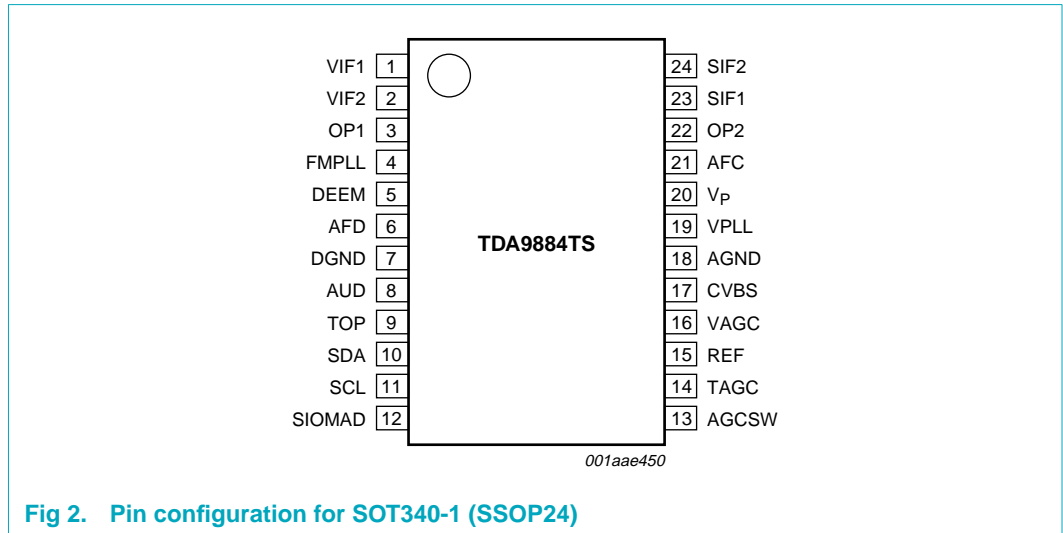 VIF1 1
VIF2 2
OP1 3
FMPLL 4
DEEM 5
AFD 6
DGND 7
AUD 8
TOP 9
SDA 10
SCL 11
SIOMAD 12
TDA9884TS
24 SIF2
23 SIF1
22 OP2
21 AFC
20 VP
19 VPLL
18 AGND
17 CVBS
16 VAGC
15 REF
14 TAGC
13 AGCSW
001aae450
Fig 2. Pin configuration for SOT340-1 (SSOP24)